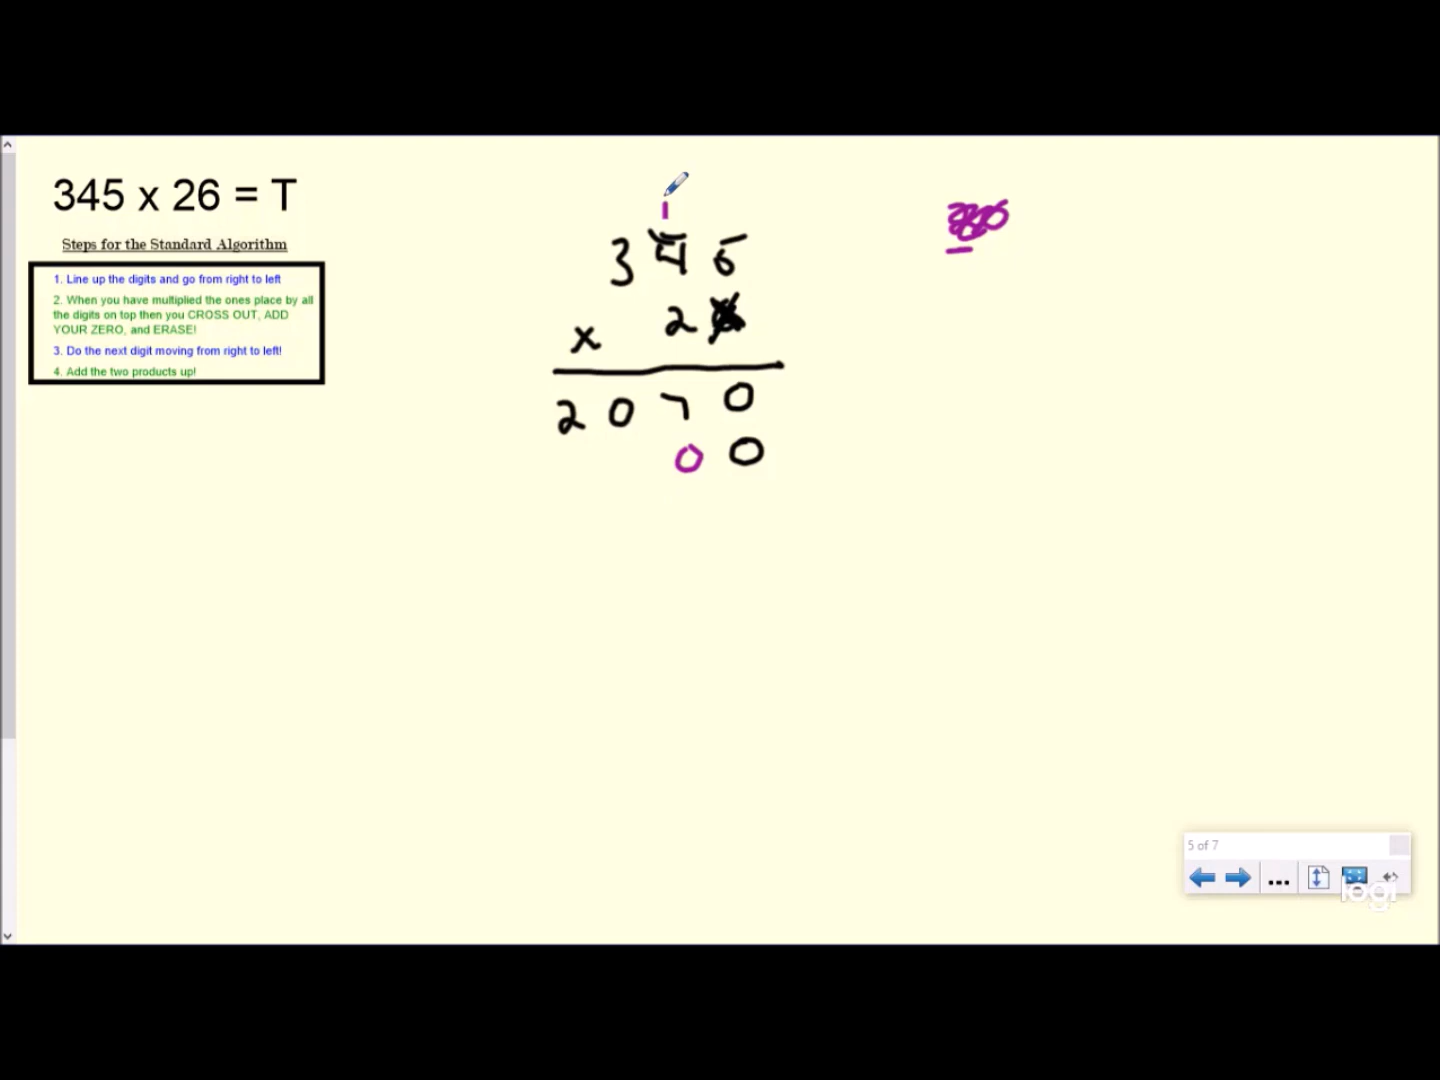 345 x 26 = T
Steps for the Standard Algorithm
1. Line up the digits and go from right to left
2. When you have multiplied the ones place by all
the digits on top then you CROSS OUT, ADD
YOUR ZERO, and ERASE!
3. Do the next digit moving from right to left!
4. Add the two products up!
1
3 4 5
x 2
2 0 7 0
0 0
5 of 7
logi